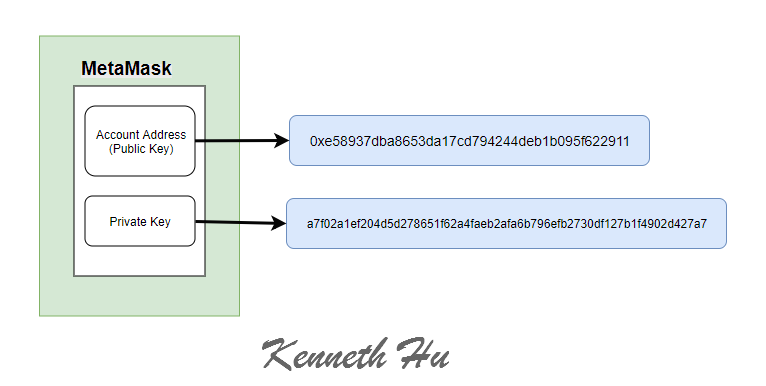 MetaMask
Account Address
(Public Key)
0xe58937dba8653da17cd794244deb1b095f622911
Private Key
a7f02a1ef204d5d278651f62a4faeb2afa6b796efb2730df127b1f4902d427a7
Kenneth Hu